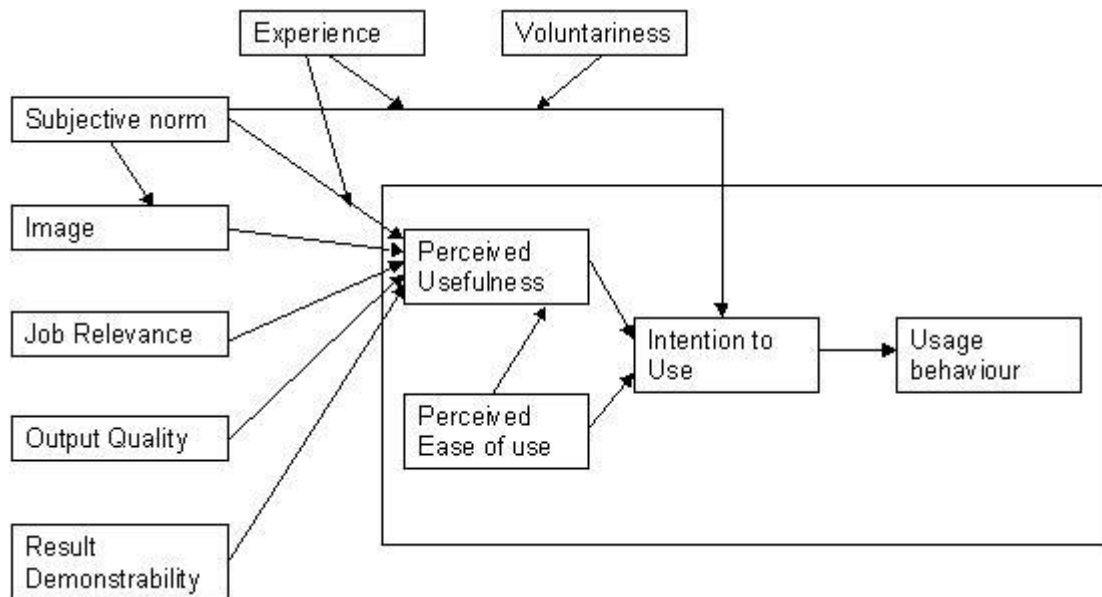 Experience
Voluntariness
Subjective norm
Image
Perceived
Usefulness
Job Relevance
Intention to
Use
Usage
behaviour
Perceived
Ease of use
Output Quality
Result
Demonstrability